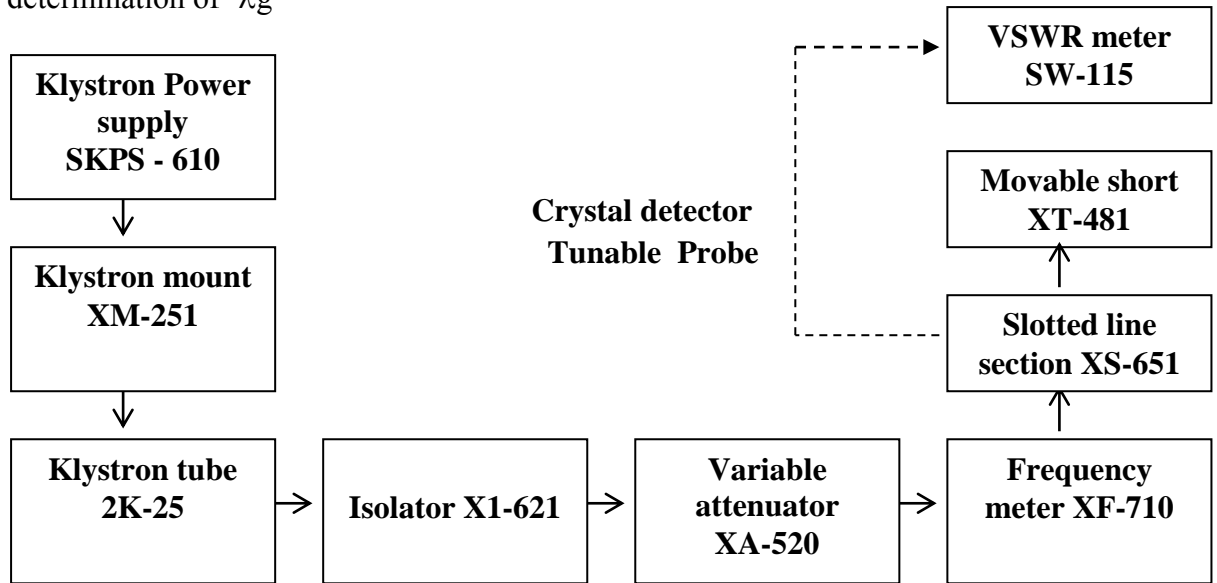 determination of λg
Klystron Power
supply
SKPS - 610
Klystron mount
XM-251
Klystron tube
2K-25
Isolator X1-621
Variable
attenuator
XA-520
Frequency
meter XF-710
Slotted line
section XS-651
Movable short
XT-481
VSWR meter
SW-115
Crystal detector
Tunable Probe